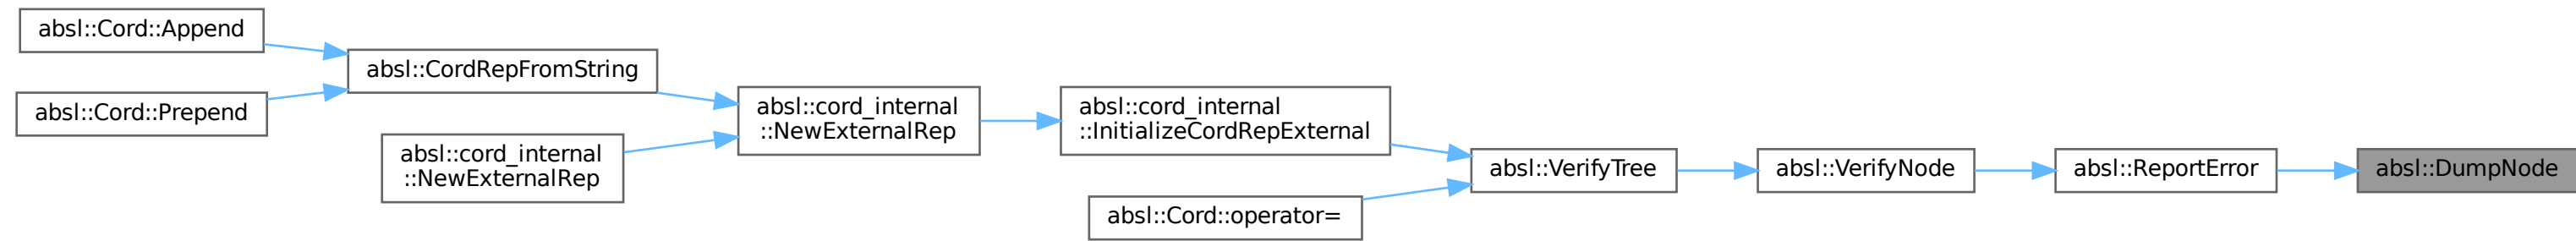 absl::Cord::Append
absl::Cord::Prepend
absl::CordRepFromString
absl::cord_internal
::NewExternalRep
absl::cord_internal
::NewExternalRep
absl::cord_internal
::InitializeCordRepExternal
absl::Cord::operator=
absl::VerifyTree
absl::VerifyNode
absl::ReportError
absl::DumpNode